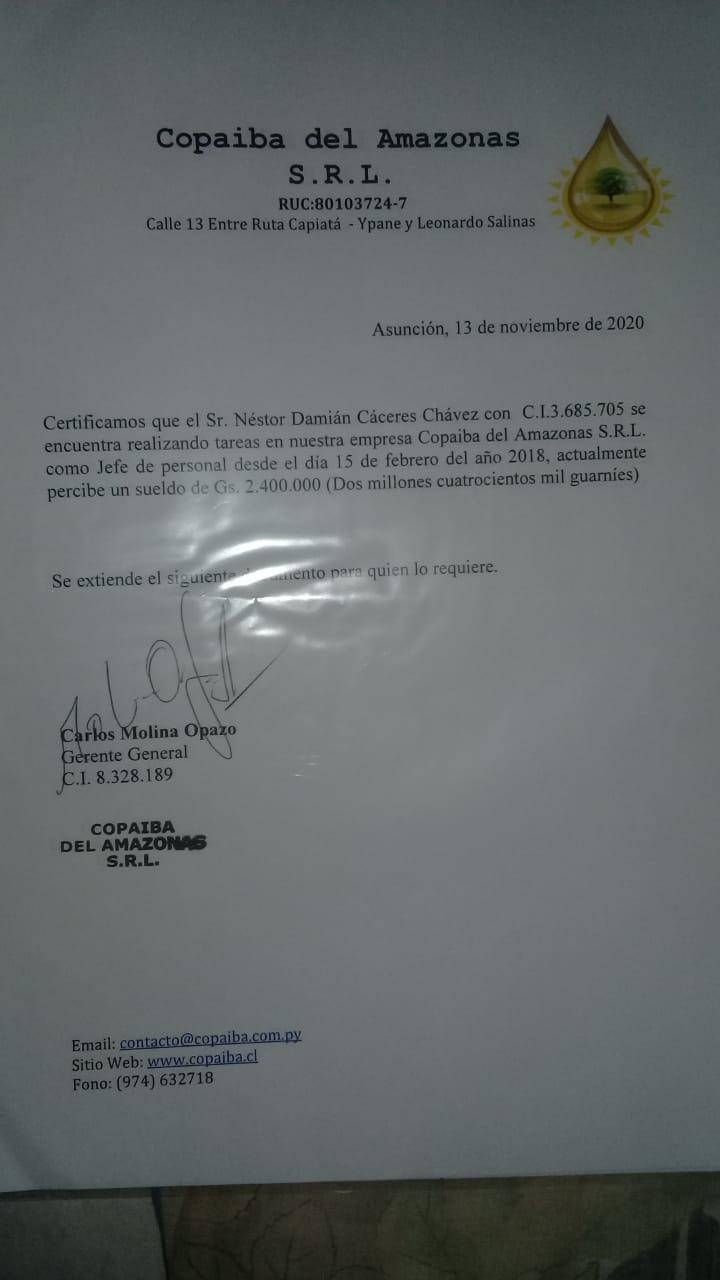 Copaiba del Amazonas
S.R.L.
RUC:80103724-7
Calle 13 Entre Ruta Capiatá - Ypane y Leonardo Salinas
Asunción, 13 de noviembre de 2020
Certificamos que el Sr. Néstor Damián Cáceres Chávez con C.I.3.685.705 se
encuentra realizando tareas en nuestra empresa Copaiba del Amazonas S.R.L.
como Jefe de personal desde el día 15 de febrero del año 2018, actualmente
percibe un sueldo de Gs. 2.400.000 (Dos millones cuatrocientos mil guarníes)
Se extiende el siguiente para quien lo requiere.
Carlos Molina Opazo
Gerente General
C.I. 8.328.189
COPAIBA
DEL AMAZONAS
S.R.L.
Email: contacto@copaiba.com.py
Sitio Web: www.copaiba.cl
Fono: (974) 632718